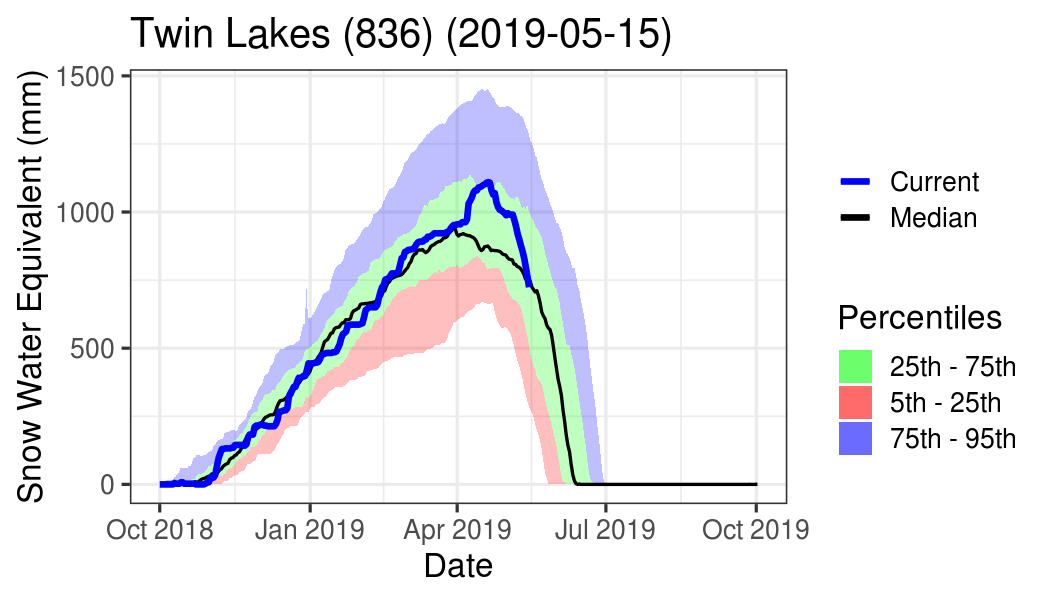 Twin Lakes (836) (2019-05-15)
Snow Water Equivalent (mm)
1500
1000
500
0
Oct 2018
Jan 2019
Apr 2019
Jul 2019
Oct 2019
Date
Current
Median
Percentiles
25th - 75th
5th - 25th
75th - 95th